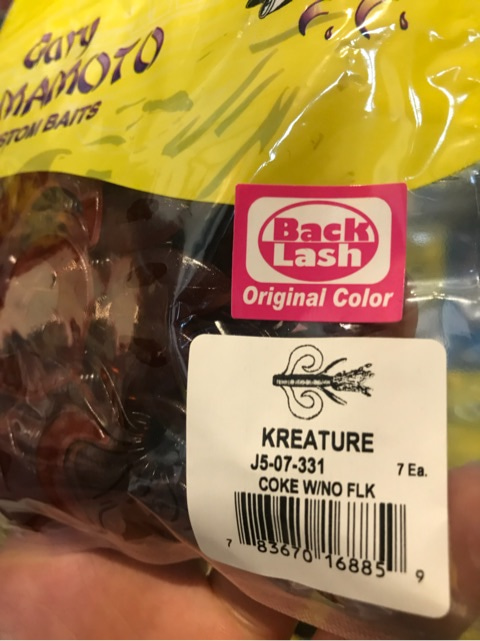 Gary
MAMOTO
STOM BAITS
Back
Lash
Original Color
KREATURE
J5-07-331 7 Ea.
COKE W/NO FLK
7 83670 16885 9